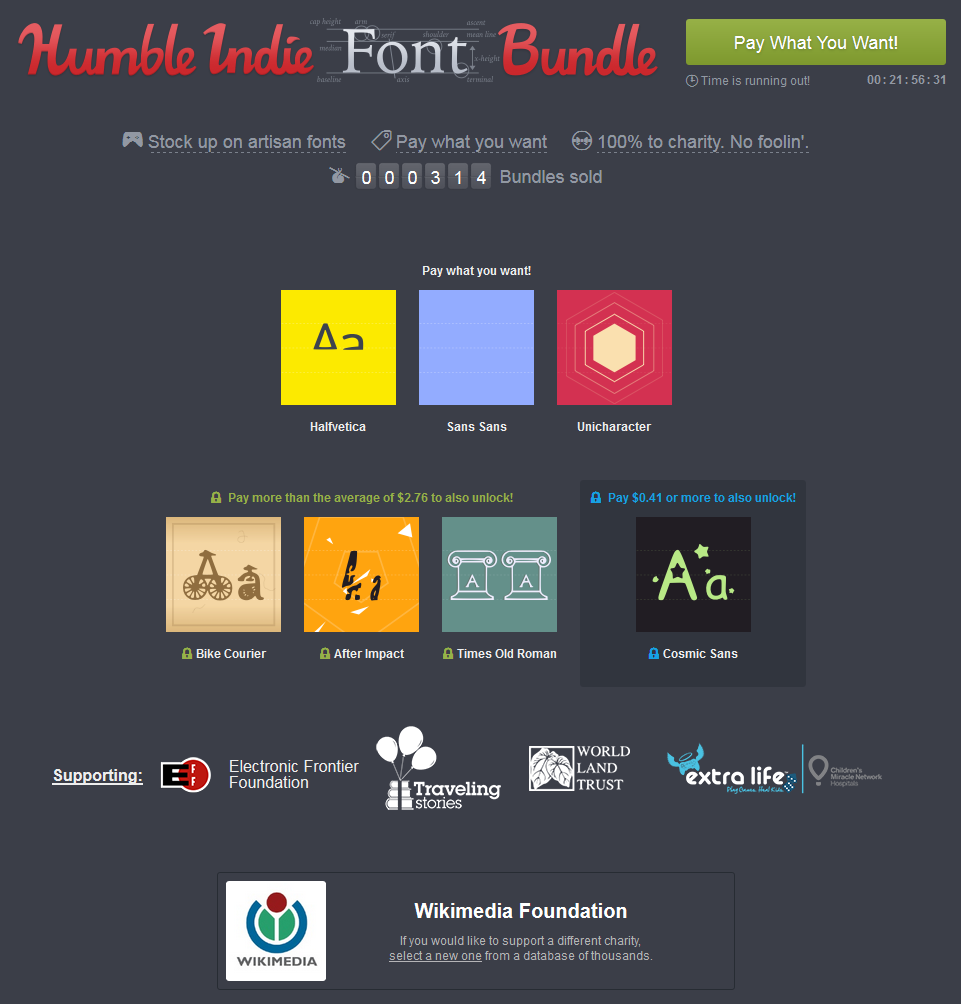 cap height arm ascent
serif shoulder mean line
median
x-height
baseline axis terminal
Humble Indie Font Bundle
Pay What You Want!
Time is running out! 00:21:56:31
Stock up on artisan fonts Pay what you want 100% to charity. No foolin'.
000314 Bundles sold
Pay what you want!
Aa
Halfvetica Sans Sans Unicharacter
Pay more than the average of $2.76 to also unlock! Pay $0.41 or more to also unlock!
Aa Aa A A Aa
Bike Courier After Impact Times Old Roman Cosmic Sans
Supporting:
EFF
Electronic Frontier
Foundation
Traveling
stories
WORLD
LAND
TRUST
extra life
Play Games. Heal Kids.
Children's
Miracle Network
Hospitals
WIKIMEDIA
Wikimedia Foundation
If you would like to support a different charity,
select a new one from a database of thousands.